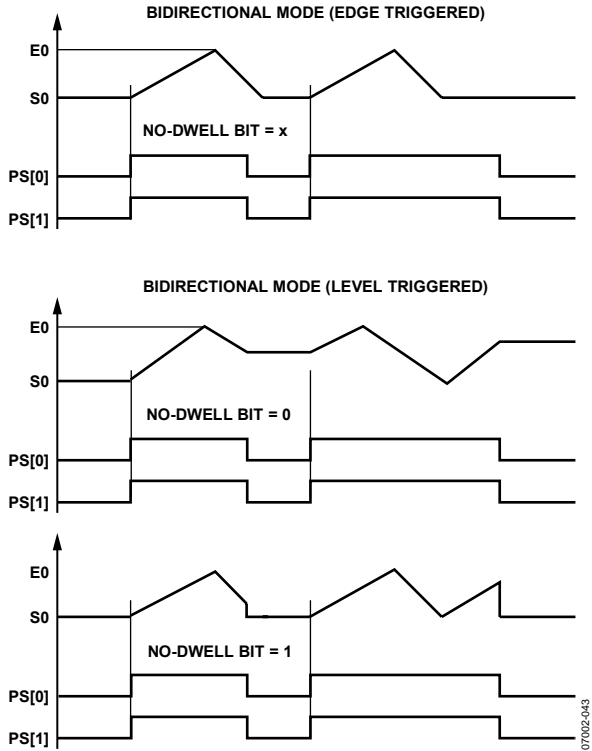 BIDIRECTIONAL MODE (EDGE TRIGGERED)
E0
S0
NO-DWELL BIT = x
PS[0]
PS[1]
BIDIRECTIONAL MODE (LEVEL TRIGGERED)
E0
S0
NO-DWELL BIT = 0
PS[0]
PS[1]
E0
S0
NO-DWELL BIT = 1
PS[0]
PS[1]
07002-043